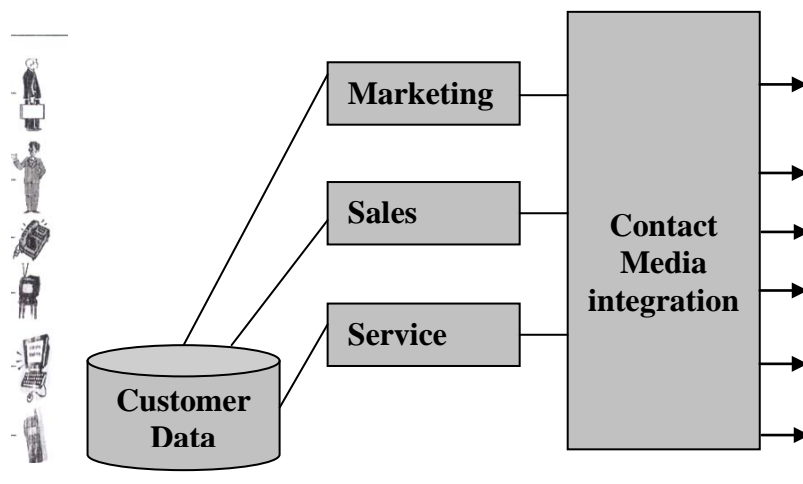 Marketing
Sales
Service
Contact
Media
integration
Customer
Data